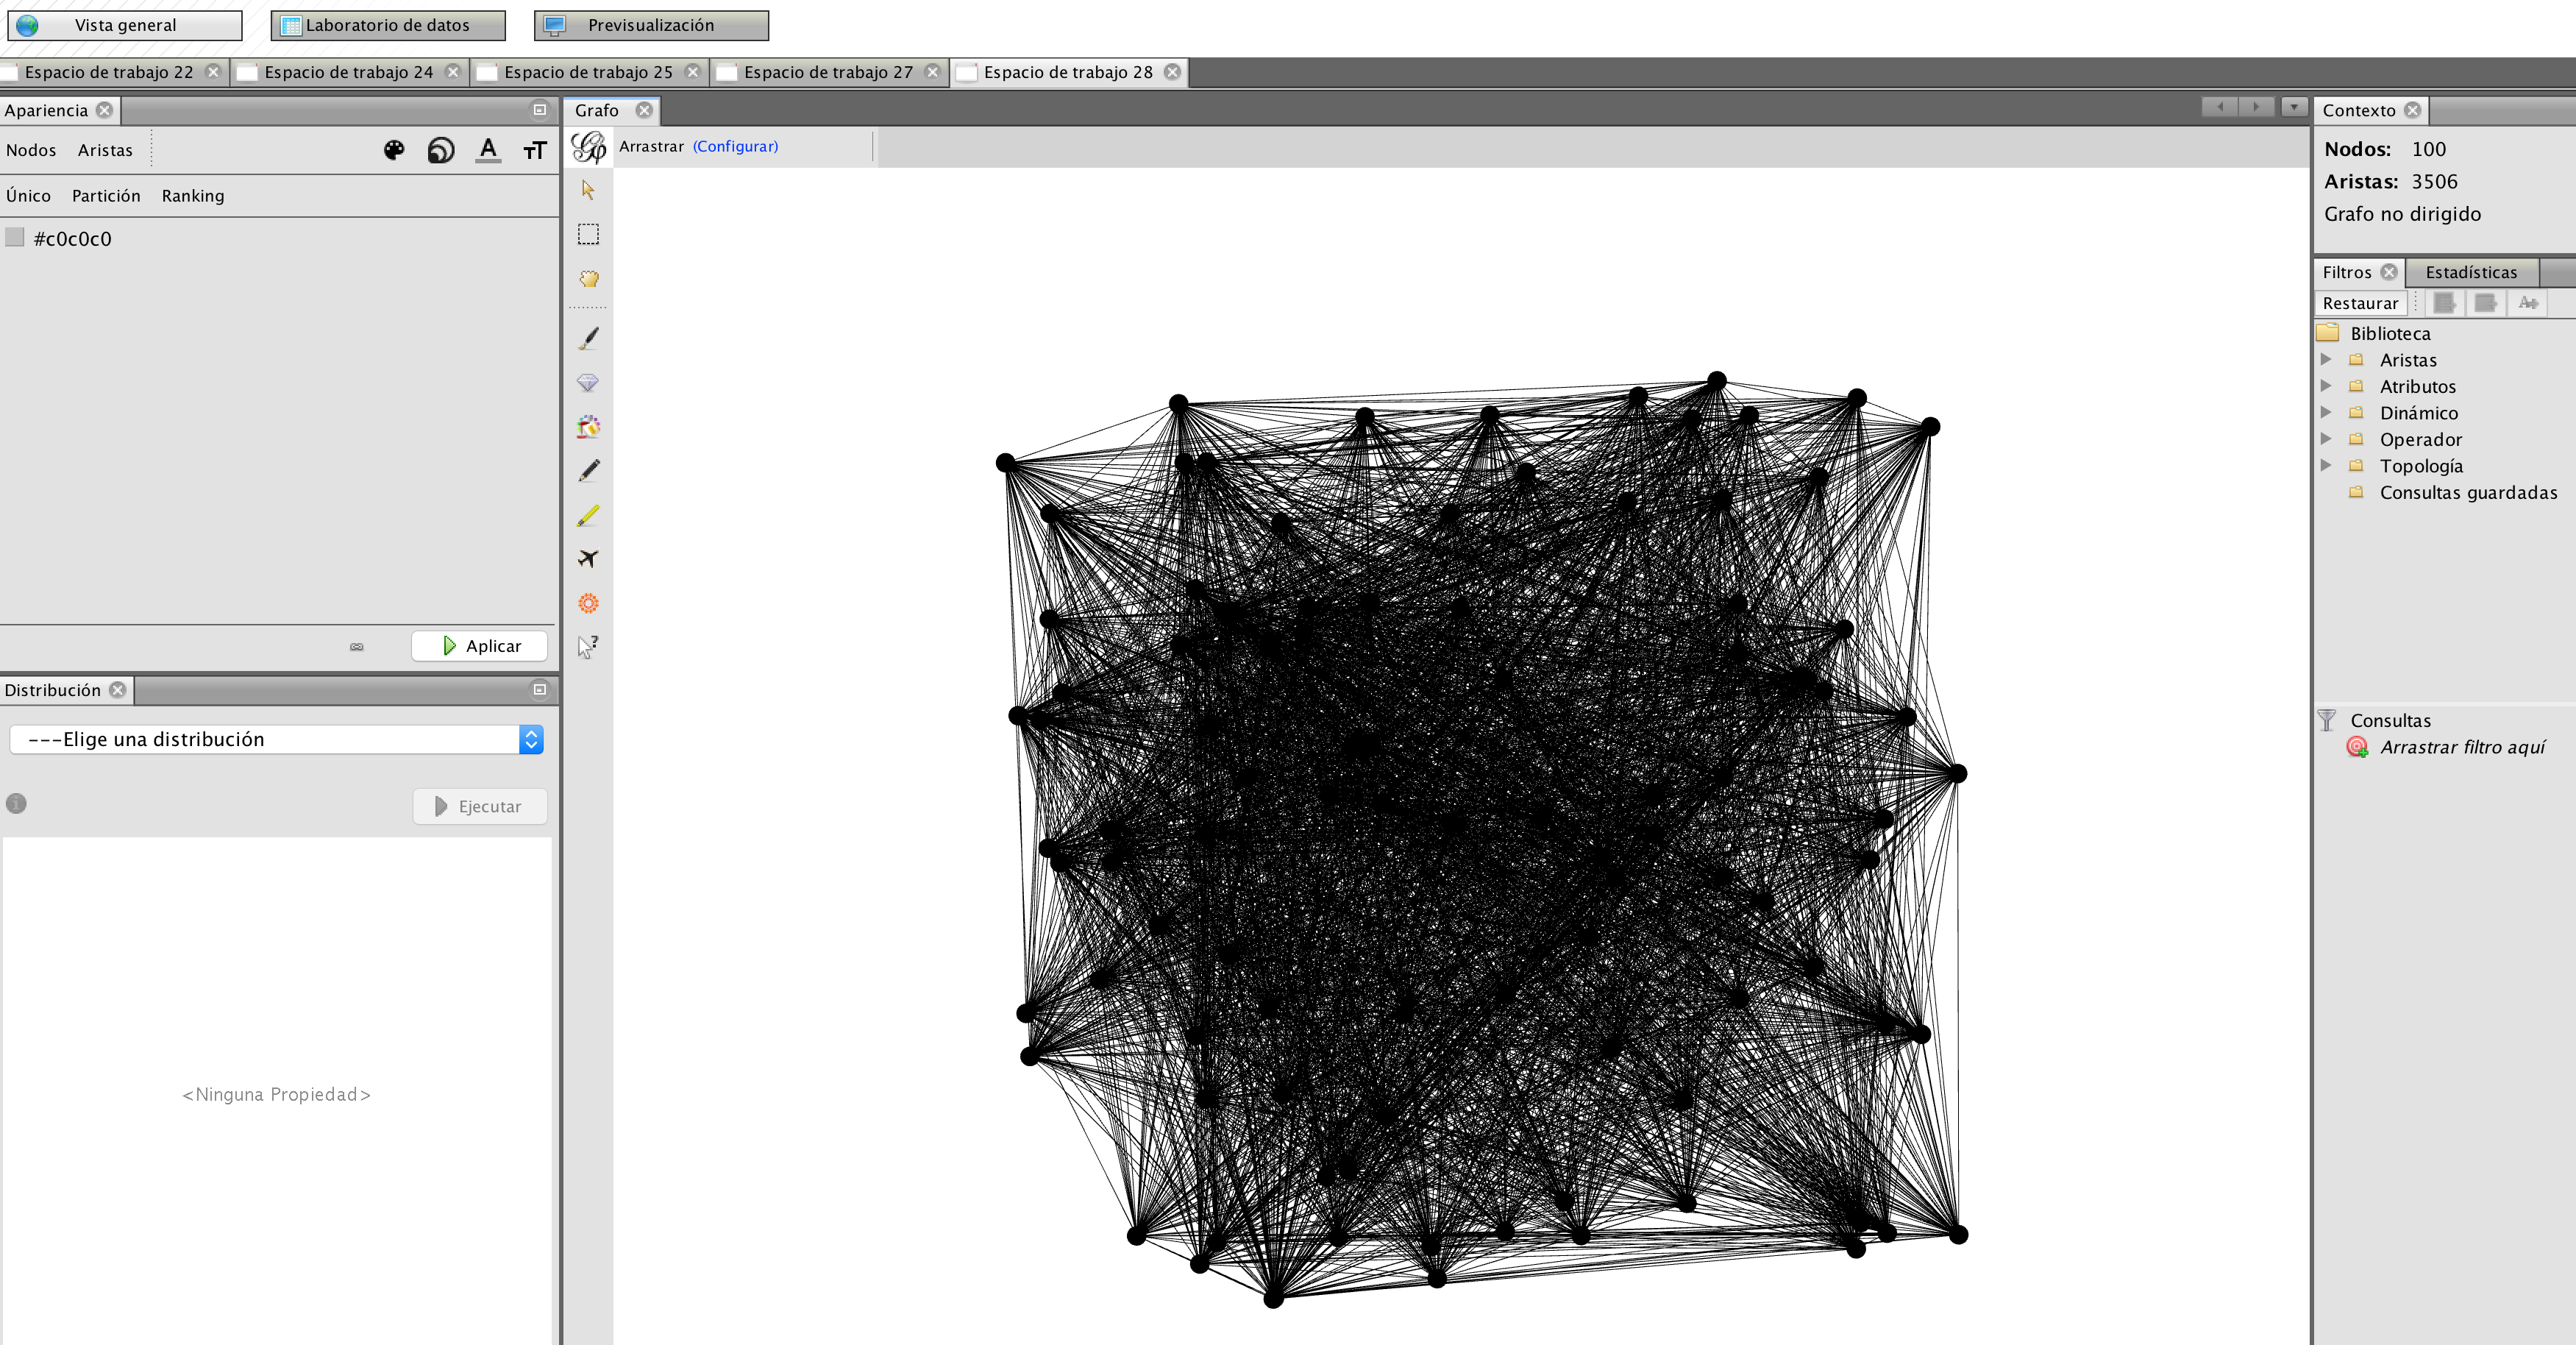 Vista general
Laboratorio de datos
Previsualización
Espacio de trabajo 22
Espacio de trabajo 24
Espacio de trabajo 25
Espacio de trabajo 27
Espacio de trabajo 28
Apariencia
Nodos Aristas
A
TT
Único Partición Ranking
#c0c0c0
Aplicar
Distribución
---Elige una distribución
Ejecutar
<Ninguna Propiedad>
Grafo
Arrastrar (Configurar)
Contexto
Nodos: 100
Aristas: 3506
Grafo no dirigido
Filtros
Estadísticas
Restaurar
Biblioteca
Aristas
Atributos
Dinámico
Operador
Topología
Consultas guardadas
Consultas
Arrastrar filtro aquí